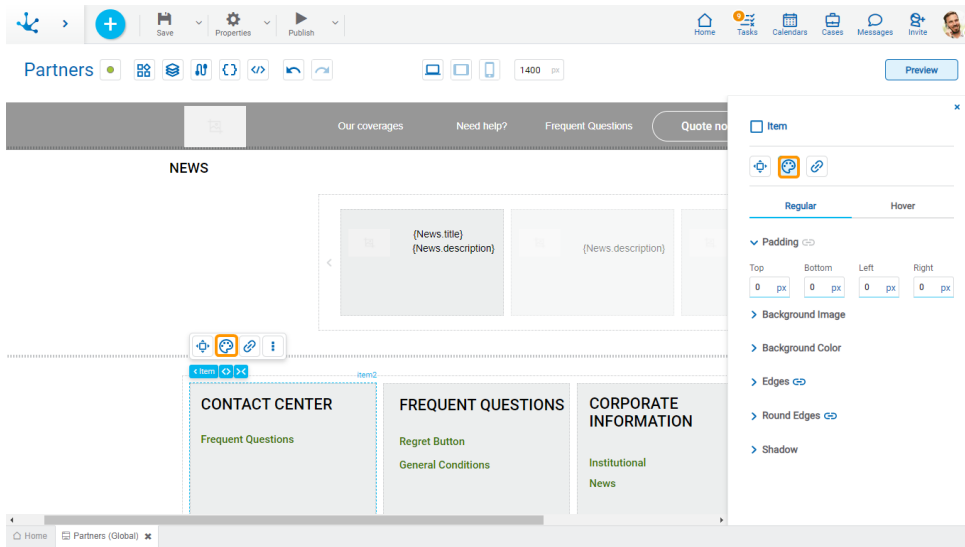 Save
Properties
Publish
Home
9
Tasks
Calendars
Cases
Messages
Invite
Partners
1400 px
Preview
Our coverages
Need help?
Frequent Questions
Quote no
Item
NEWS
Regular
Hover
{News.title}
{News.description}
{News.description}
Padding
Top
Bottom
Left
Right
0 px
0 px
0 px
0 px
Background Image
Background Color
Edges
Round Edges
Shadow
Item
Item2
CONTACT CENTER
Frequent Questions
FREQUENT QUESTIONS
Regret Button
General Conditions
CORPORATE
INFORMATION
Institutional
News
Home
Partners (Global)